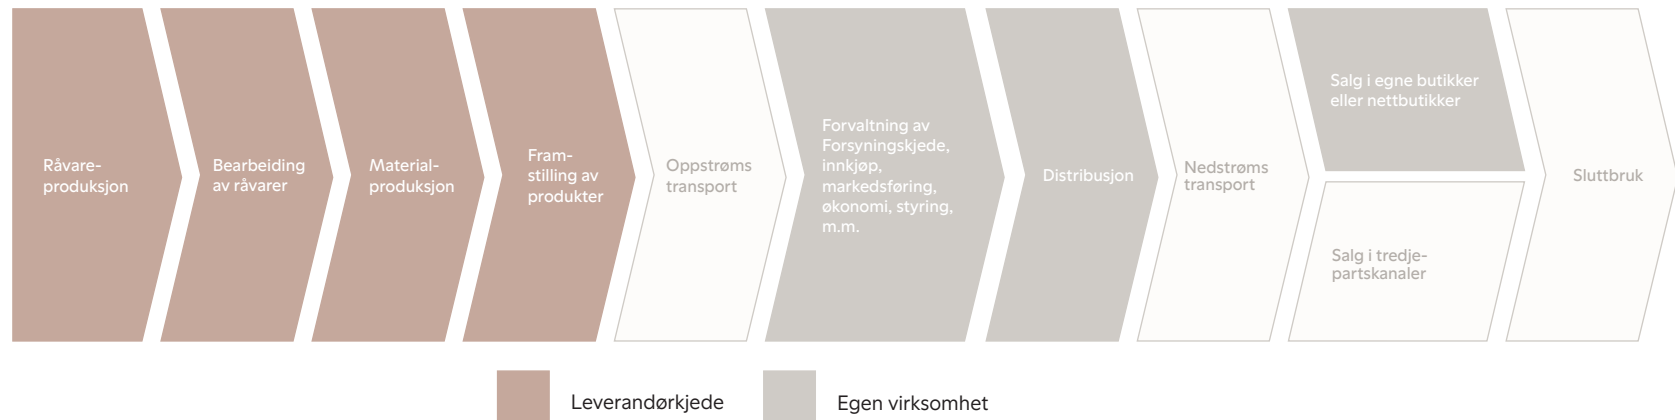 Råvare-
produksjon
Bearbeiding
av råvarer
Material-
produksjon
Fram-
stilling av
produkter
Oppstrøms
transport
Forvaltning av
Forsyningskjede,
innkjøp,
markedsføring,
økonomi, styring,
m.m.
Distribusjon
Nedstrøms
transport
Salg i egne butikker
eller nettbutikker
Salg i tredje-
partskanaler
Sluttbruk
Leverandørkjede
Egen virksomhet